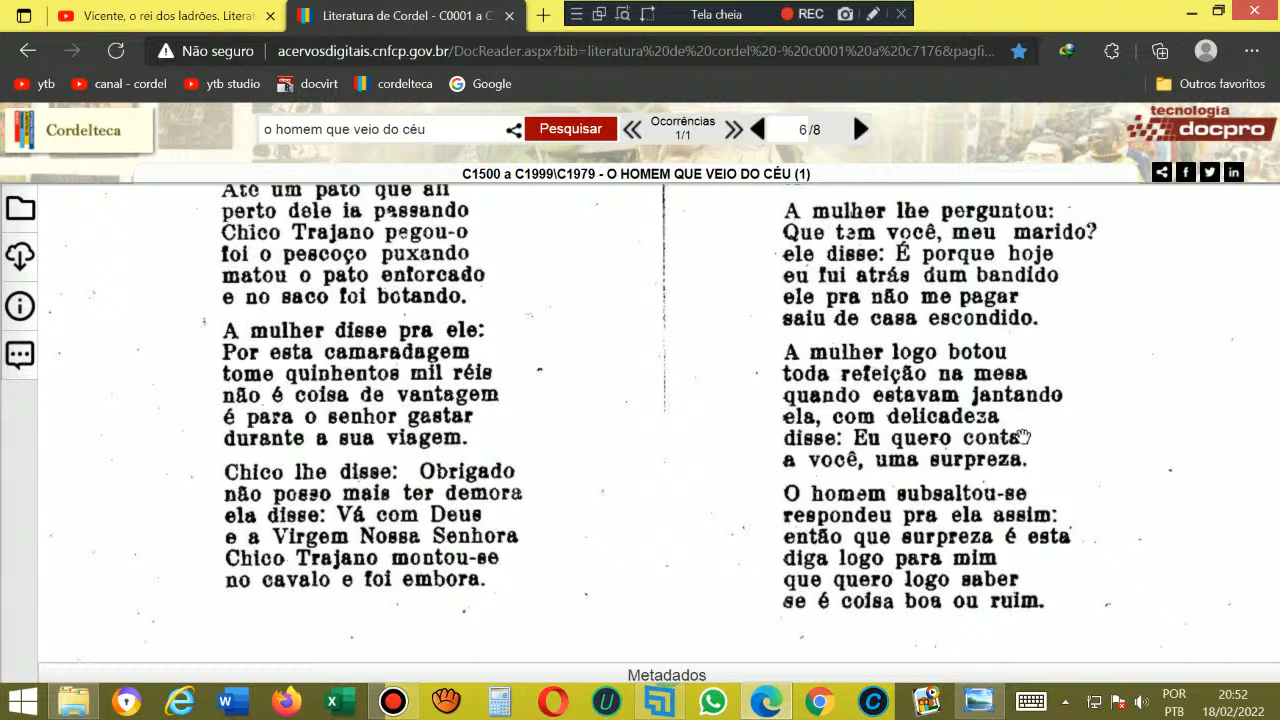 Vicente, o rei dos ladrões. Literat
Literatura de Cordel - C0001 a C
Tela cheia
REC
Não seguro
acervosdigitais.cnfcp.gov.br/DocReader.aspx?bib=literatura%20de%20cordel%20-%20c0001%20a%20c7176&pagfi...
ytb
canal - cordel
ytb studio
docvirt
cordelteca
Google
Outros favoritos
Cordelteca
o homem que veio do céu
Pesquisar
Ocorrências
1/1
6/8
tecnologia
docpro
C1500 a C1999\C1979 - O HOMEM QUE VEIO DO CÉU (1)
Até um pato que ali
perto dele ia passando
Chico Trajano pegou-o
foi o pescoço puxando
matou o pato enforcado
e no saco foi botando.
A mulher disse pra ele:
Por esta camaradagem
tome quinhentos mil réis
não é coisa de vantagem
é para o senhor gastar
durante a sua viagem.
Chico lhe disse: Obrigado
não posso mais ter demora
ela disse: Vá com Deus
e a Virgem Nossa Senhora
Chico Trajano montou-se
no cavalo e foi embora.
A mulher lhe perguntou:
Que tem você, meu marido?
ele disse: É porque hoje
eu fui atrás dum bandido
ele pra não me pagar
saiu de casa escondido.
A mulher logo botou
toda refeição na mesa
quando estavam jantando
ela, com delicadeza
disse: Eu quero conta
a você, uma surpreza.
O homem subsaltou-se
respondeu pra ela assim:
então que surpreza é esta
diga logo para mim
que quero logo saber
se é coisa boa ou ruim.
Metadados
POR
PTB
20:52
18/02/2022